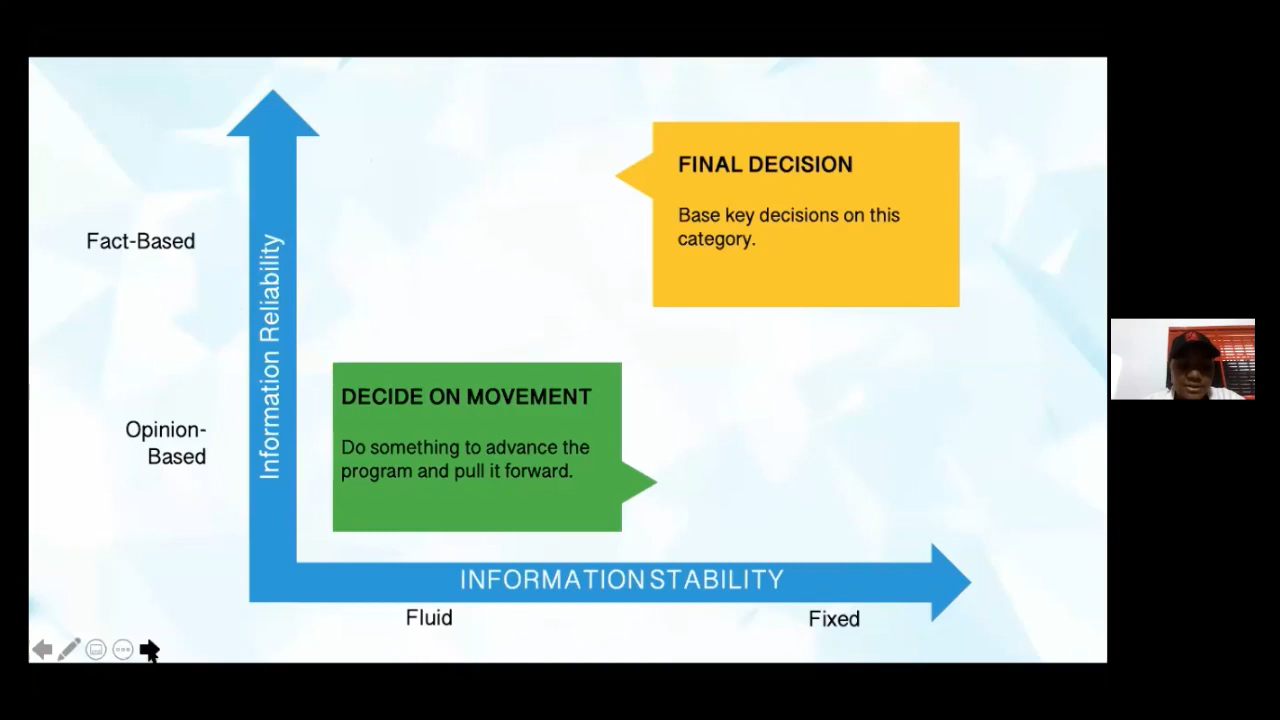 FINAL DECISION
Base key decisions on this
category.
Fact-Based
Information Reliability
DECIDE ON MOVEMENT
Do something to advance the
program and pull it forward.
Opinion-
Based
INFORMATION STABILITY
Fluid
Fixed